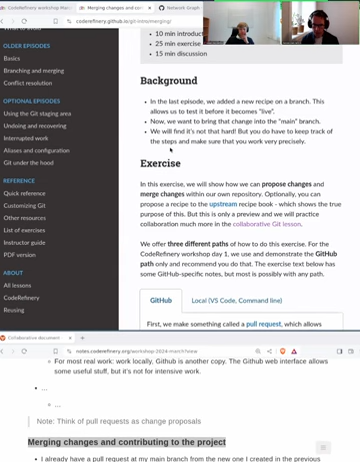 CodeRefinery workshop Mar
Merging changes and con
Network Graph
coderefinery.github.io/git-intro/merging/
OLDER EPISODES
Basics
Branching and merging
Conflict resolution
OPTIONAL EPISODES
Using the Git staging area
Undoing and recovering
Interrupted work
Aliases and configuration
Git under the hood
REFERENCE
Quick reference
Customizing Git
Other resources
List of exercises
Instructor guide
PDF version
ABOUT
All lessons
CodeRefinery
Reusing
10 min introduct
25 min exercise
15 min discussion
Background
In the last episode, we added a new recipe on a branch. This
allows us to test it before it becomes "live".
Now, we want to bring that change into the "main" branch.
We will find it's not that hard! But you do have to keep track of
the steps and make sure that you work very precisely.
Exercise
In this exercise, we will show how we can propose changes and
merge changes within our own repository. Optionally, you can
propose a recipe to the upstream recipe book - which shows the true
purpose of this. But this is only a preview and we will practice
collaboration much more in the collaborative Git lesson.
We offer three different paths of how to do this exercise. For the
CodeRefinery workshop day 1, we use and demonstrate the GitHub
path only and recommend you do that. The exercise text below has
some GitHub-specific notes, but most is possibly with any path.
GitHub
Local (VS Code, Command line)
First, we make something called a pull request, which allows
Collaborative document
notes.coderefinery.org/workshop-2024-march?view
For most real work: work locally, Github is another copy. The Github web interface allows
some useful stuff, but it's not for intensive work.
...
...
Note: Think of pull requests as change proposals
Merging changes and contributing to the project
I already have a pull request at my main branch from the new one I created in the previous